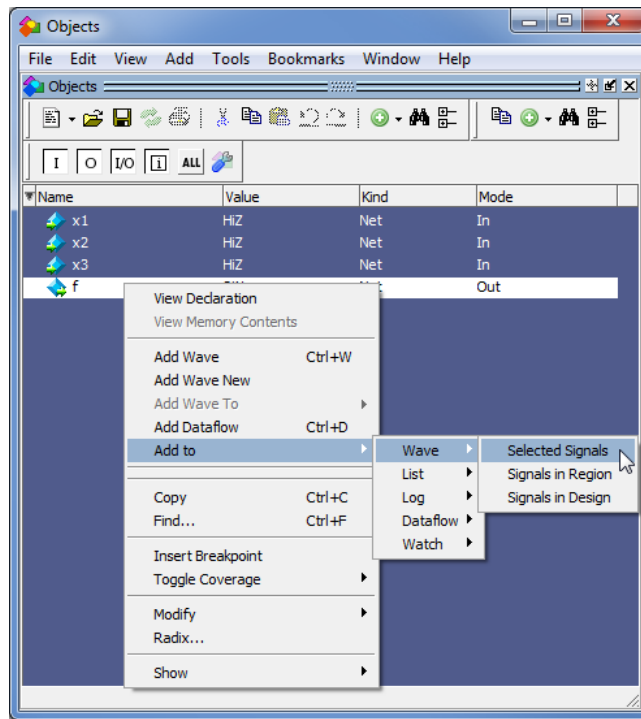 Objects
File Edit View Add Tools Bookmarks Window Help
Objects
I O I/O i ALL
Name Value Kind Mode
x1 HiZ Net In
x2 HiZ Net In
x3 HiZ Net In
f Out
View Declaration
View Memory Contents
Add Wave Ctrl+W
Add Wave New
Add Wave To
Add Dataflow Ctrl+D
Add to Wave Selected Signals
List Signals in Region
Copy Ctrl+C Log Signals in Design
Find... Ctrl+F Dataflow
Watch
Insert Breakpoint
Toggle Coverage
Modify
Radix...
Show